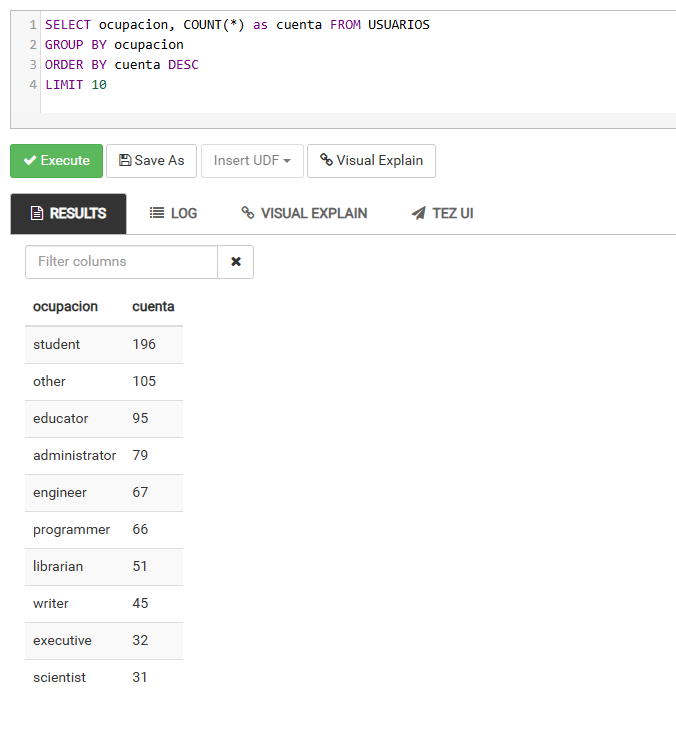 1 SELECT ocupacion, COUNT(*) as cuenta FROM USUARIOS
2 GROUP BY ocupacion
3 ORDER BY cuenta DESC
4 LIMIT 10
Execute Save As Insert UDF Visual Explain
RESULTS LOG VISUAL EXPLAIN TEZ UI
Filter columns
ocupacion cuenta
student 196
other 105
educator 95
administrator 79
engineer 67
programmer 66
librarian 51
writer 45
executive 32
scientist 31